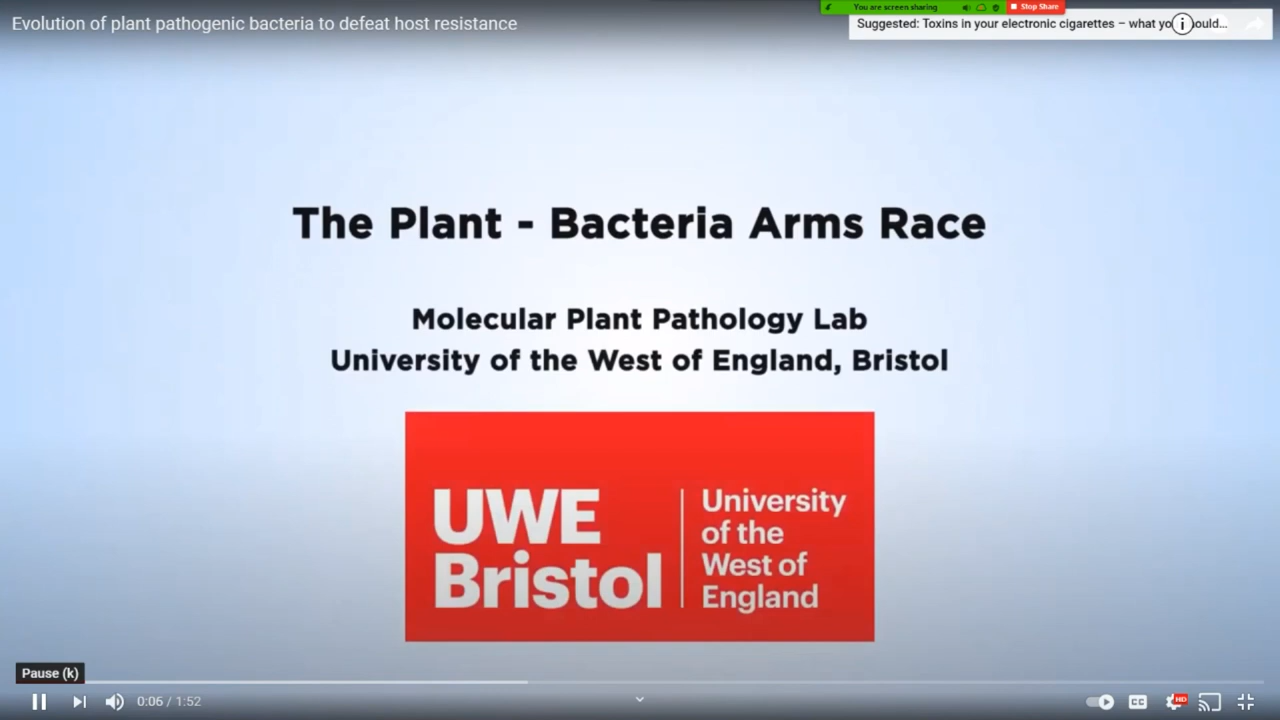 Evolution of plant pathogenic bacteria to defeat host resistance
You are screen sharing
Stop Share
Suggested: Toxins in your electronic cigarettes – what yo
ould...
The Plant - Bacteria Arms Race
Molecular Plant Pathology Lab
University of the West of England, Bristol
UWE
Bristol
University
of the
West of
England
Pause (k)
0:06 / 1:52
CC
HD